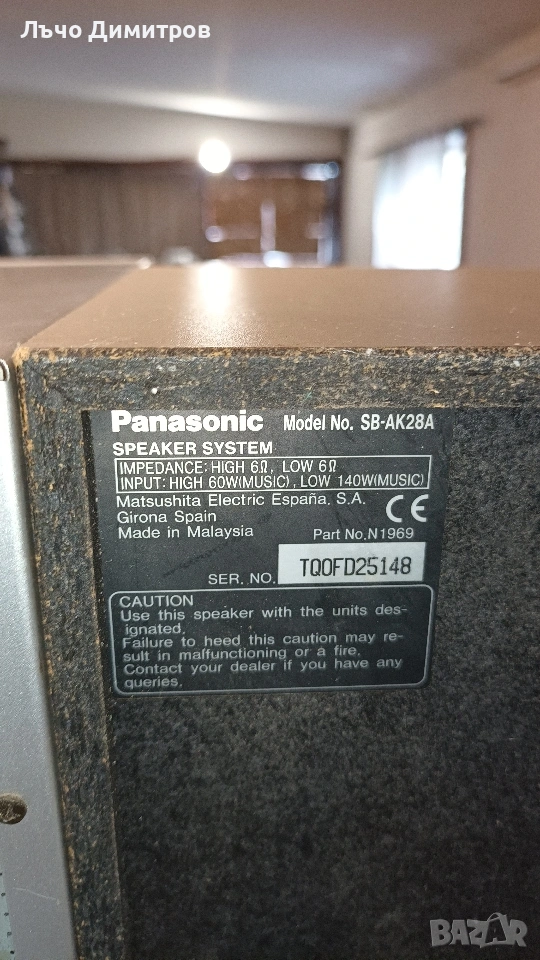 Лъчо Димитров
Panasonic Model No. SB-AK28A
SPEAKER SYSTEM
IMPEDANCE: HIGH 6Ω, LOW 6Ω
INPUT: HIGH 60W(MUSIC), LOW 140W(MUSIC)
Matsushita Electric España, S.A.
Girona Spain
CE
Made in Malaysia Part No.N1969
SER. NO. TQ0FD25148
CAUTION
Use this speaker with the units des-
ignated.
Failure to heed this caution may re-
sult in malfunctioning or a fire.
Contact your dealer if you have any
queries.
BAZAR